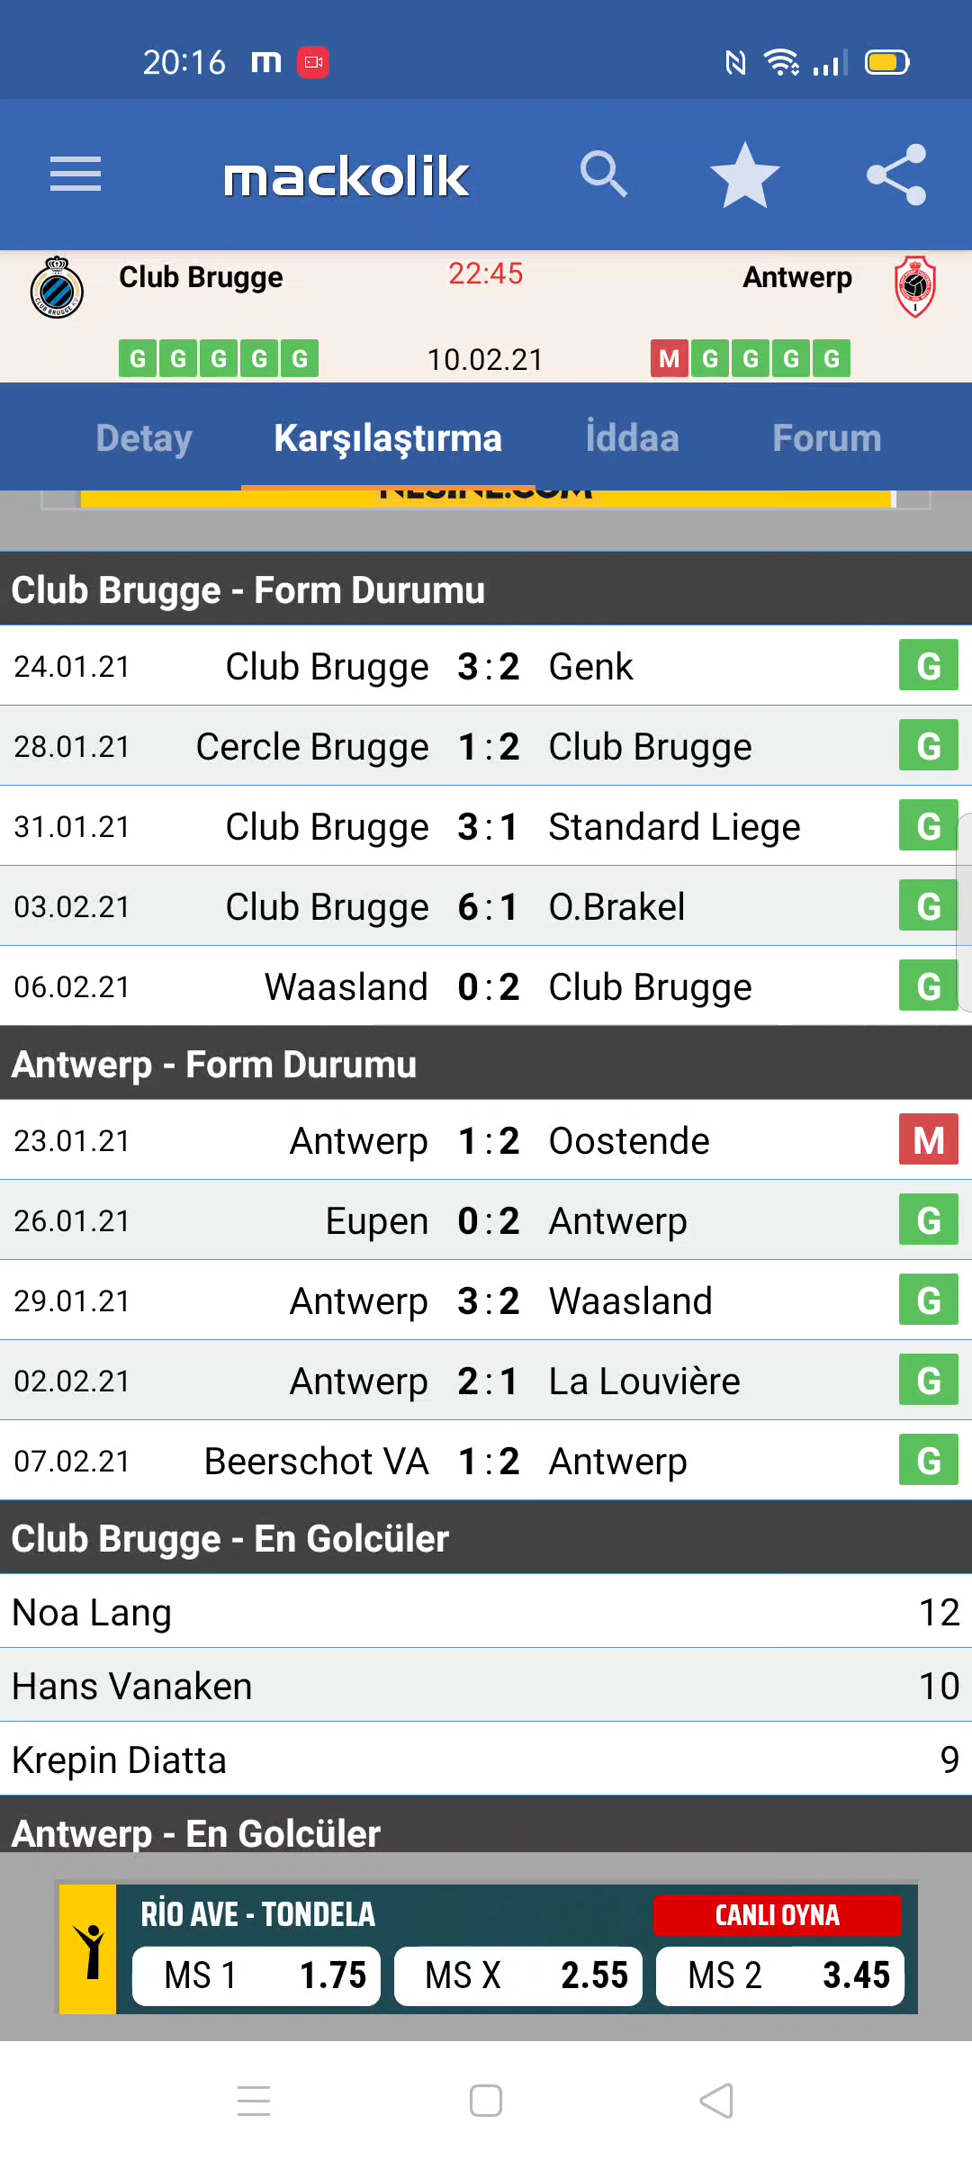 20:16 m
mackolik
Club Brugge 22:45 Antwerp
G G G G G 10.02.21 M G G G G
Detay Karşılaştırma İddaa Forum
NESINE.COM
Club Brugge - Form Durumu
24.01.21 Club Brugge 3 : 2 Genk G
28.01.21 Cercle Brugge 1 : 2 Club Brugge G
31.01.21 Club Brugge 3 : 1 Standard Liege G
03.02.21 Club Brugge 6 : 1 O.Brakel G
06.02.21 Waasland 0 : 2 Club Brugge G
Antwerp - Form Durumu
23.01.21 Antwerp 1 : 2 Oostende M
26.01.21 Eupen 0 : 2 Antwerp G
29.01.21 Antwerp 3 : 2 Waasland G
02.02.21 Antwerp 2 : 1 La Louvière G
07.02.21 Beerschot VA 1 : 2 Antwerp G
Club Brugge - En Golcüler
Noa Lang 12
Hans Vanaken 10
Krepin Diatta 9
Antwerp - En Golcüler
RİO AVE - TONDELA CANLI OYNA
MS 1 1.75 MS X 2.55 MS 2 3.45